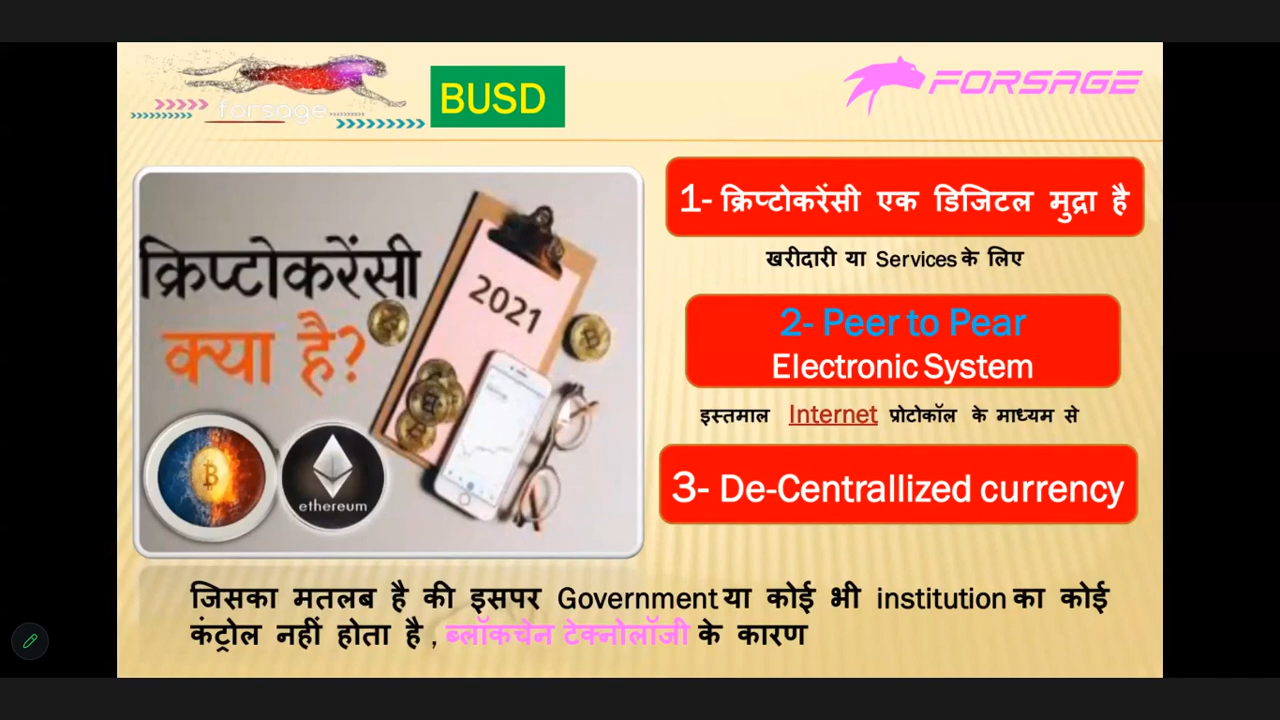 forsage
BUSD
FORSAGE
क्रिप्टोकरेंसी
क्या है?
2021
ethereum
1- क्रिप्टोकरेंसी एक डिजिटल मुद्रा है
खरीदारी या Services के लिए
2- Peer to Pear
Electronic System
इस्तमाल Internet प्रोटोकॉल के माध्यम से
3- De-Centrallized currency
जिसका मतलब है की इसपर Government या कोई भी institution का कोई
कंट्रोल नहीं होता है , ब्लॉकचेन टेक्नोलॉजी के कारण